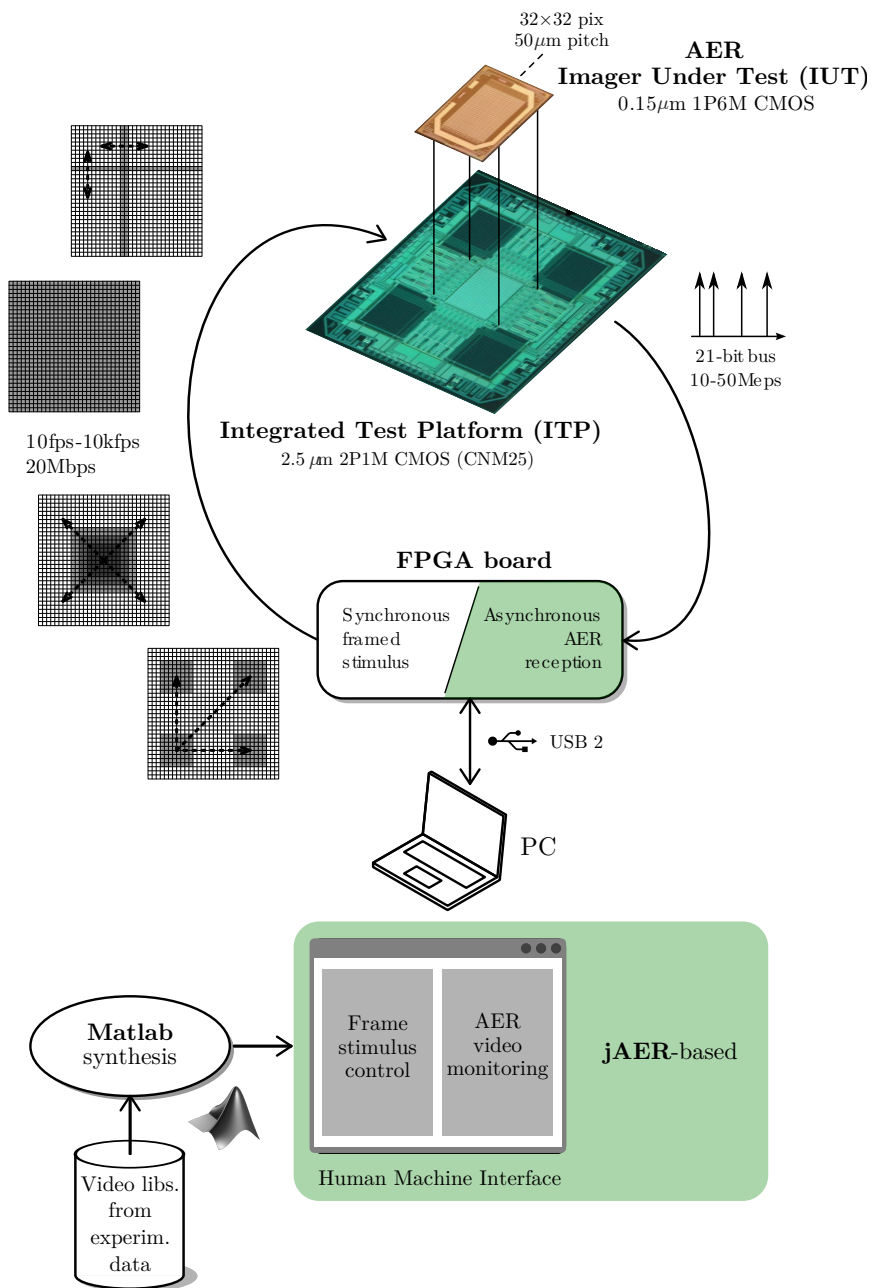 32×32 pix
50µm pitch
AER
Imager Under Test (IUT)
0.15µm 1P6M CMOS
21-bit bus
10-50Meps
Integrated Test Platform (ITP)
2.5 µm 2P1M CMOS (CNM25)
10fps-10kfps
20Mbps
FPGA board
Synchronous
framed
stimulus
Asynchronous
AER
reception
USB 2
PC
Frame
stimulus
control
AER
video
monitoring
jAER-based
Human Machine Interface
Matlab
synthesis
Video libs.
from
experim.
data